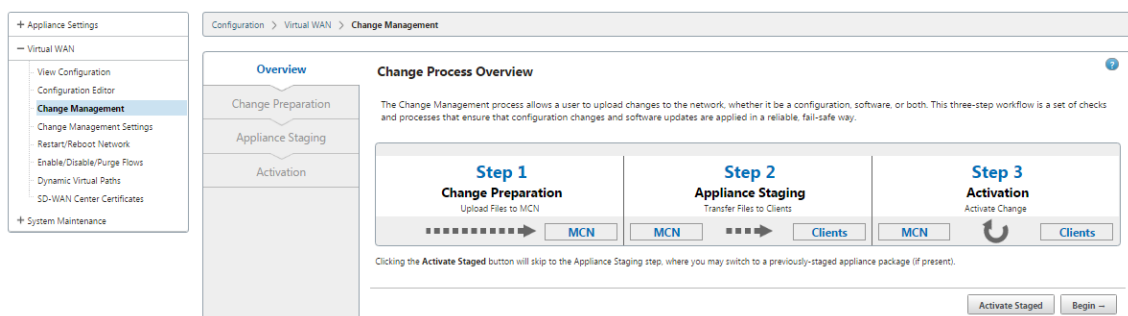 + Appliance Settings
− Virtual WAN
View Configuration
Configuration Editor
Change Management
Change Management Settings
Restart/Reboot Network
Enable/Disable/Purge Flows
Dynamic Virtual Paths
SD-WAN Center Certificates
+ System Maintenance
Configuration > Virtual WAN > Change Management
Overview
Change Preparation
Appliance Staging
Activation
Change Process Overview
?
The Change Management process allows a user to upload changes to the network, whether it be a configuration, software, or both. This three-step workflow is a set of checks
and processes that ensure that configuration changes and software updates are applied in a reliable, fail-safe way.
Step 1
Change Preparation
Upload Files to MCN
MCN
Step 2
Appliance Staging
Transfer Files to Clients
MCN
Clients
Step 3
Activation
Activate Change
MCN
Clients
Clicking the Activate Staged button will skip to the Appliance Staging step, where you may switch to a previously-staged appliance package (if present).
Activate Staged
Begin →